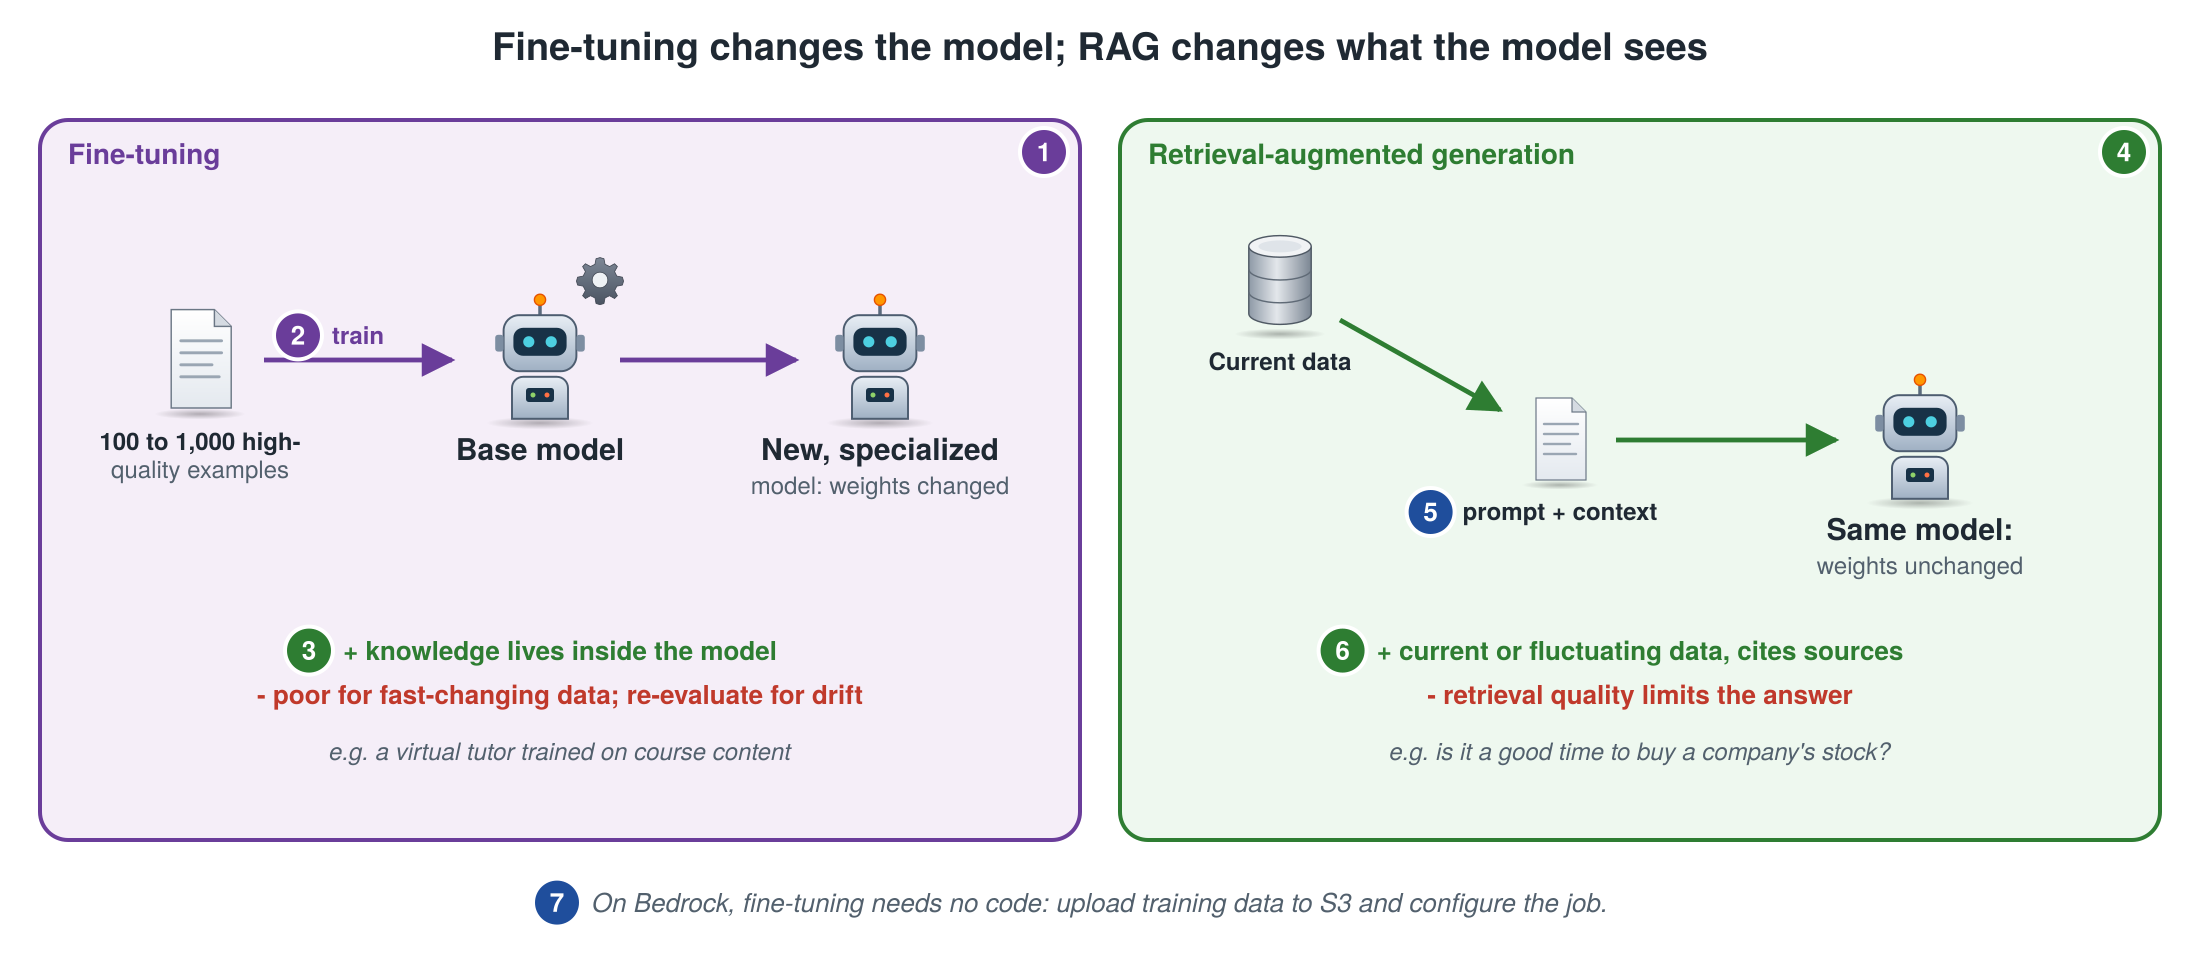 Fine-tuning changes the model; RAG changes what the model sees
Fine-tuning
1
2 train
100 to 1,000 high-
quality examples
Base model
New, specialized
model: weights changed
3 + knowledge lives inside the model
- poor for fast-changing data; re-evaluate for drift
e.g. a virtual tutor trained on course content
Retrieval-augmented generation
4
Current data
5 prompt + context
Same model:
weights unchanged
6 + current or fluctuating data, cites sources
- retrieval quality limits the answer
e.g. is it a good time to buy a company's stock?
7 On Bedrock, fine-tuning needs no code: upload training data to S3 and configure the job.